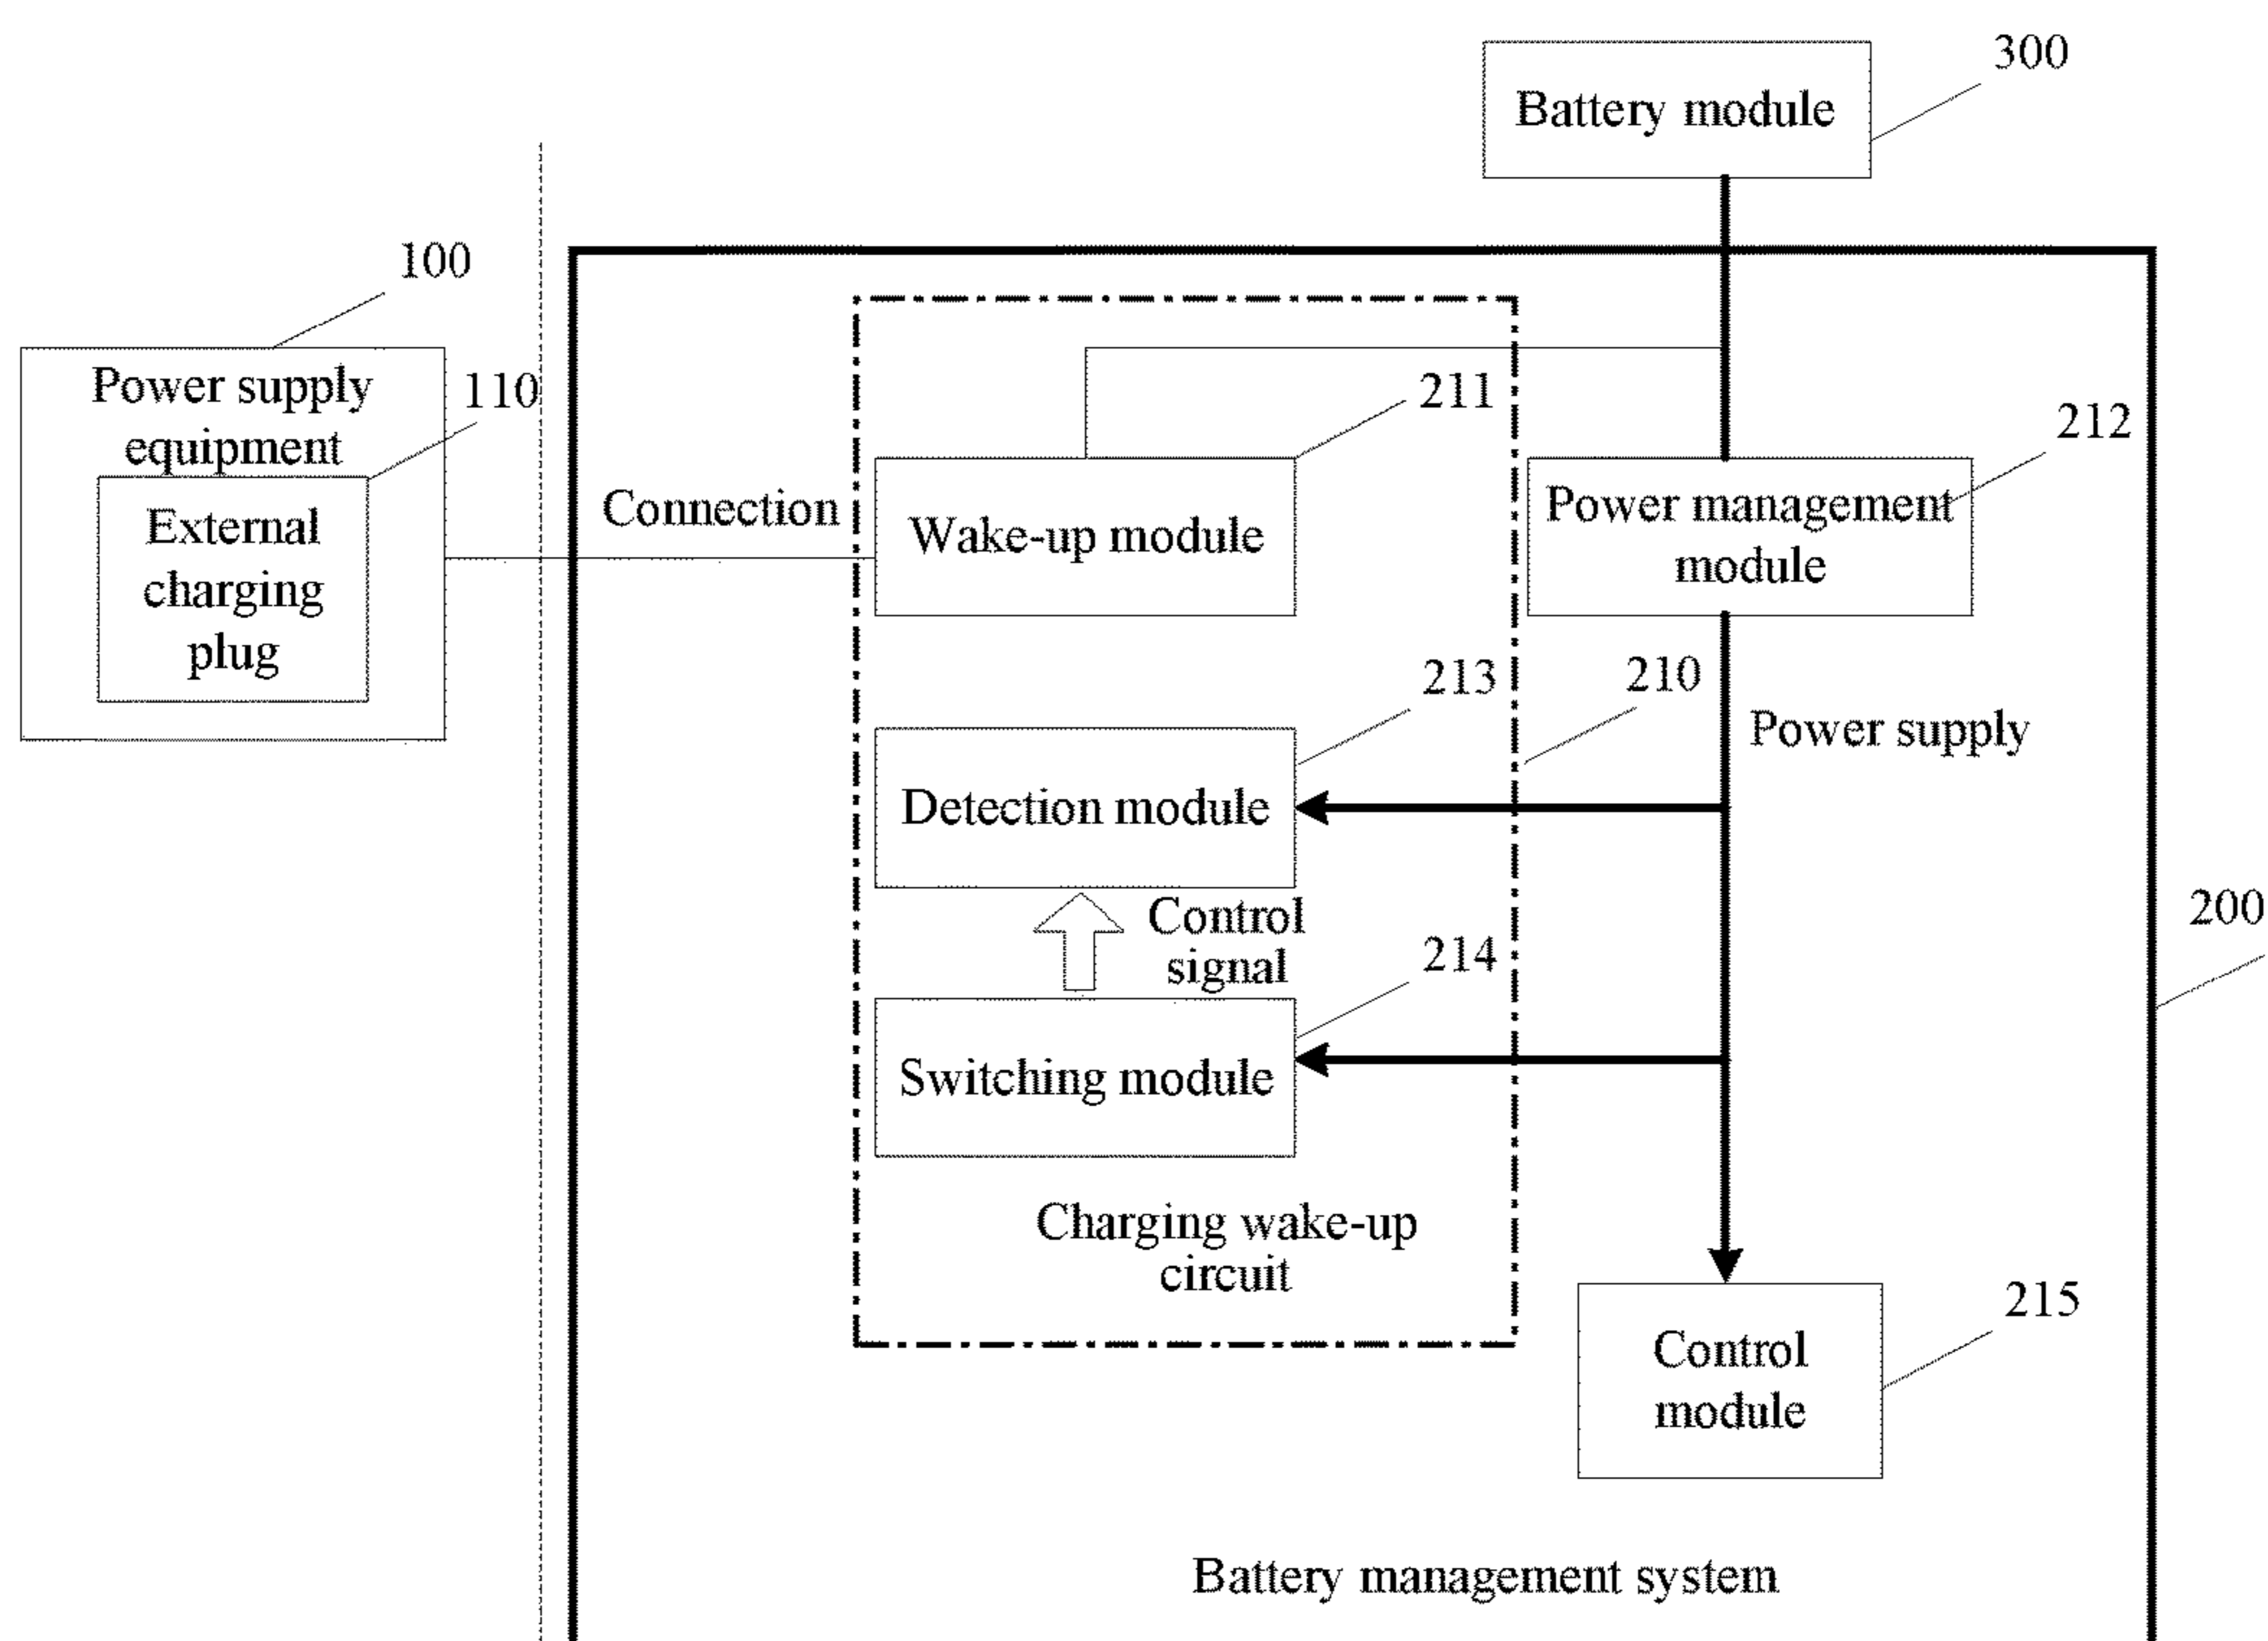 300
Battery module
100
Power supply
equipment
110
External
charging
plug
Connection
211
Wake-up module
212
Power management
module
213
210
Power supply
Detection module
Control
signal
200
214
Switching module
Charging wake-up
circuit
215
Control
module
Battery management system